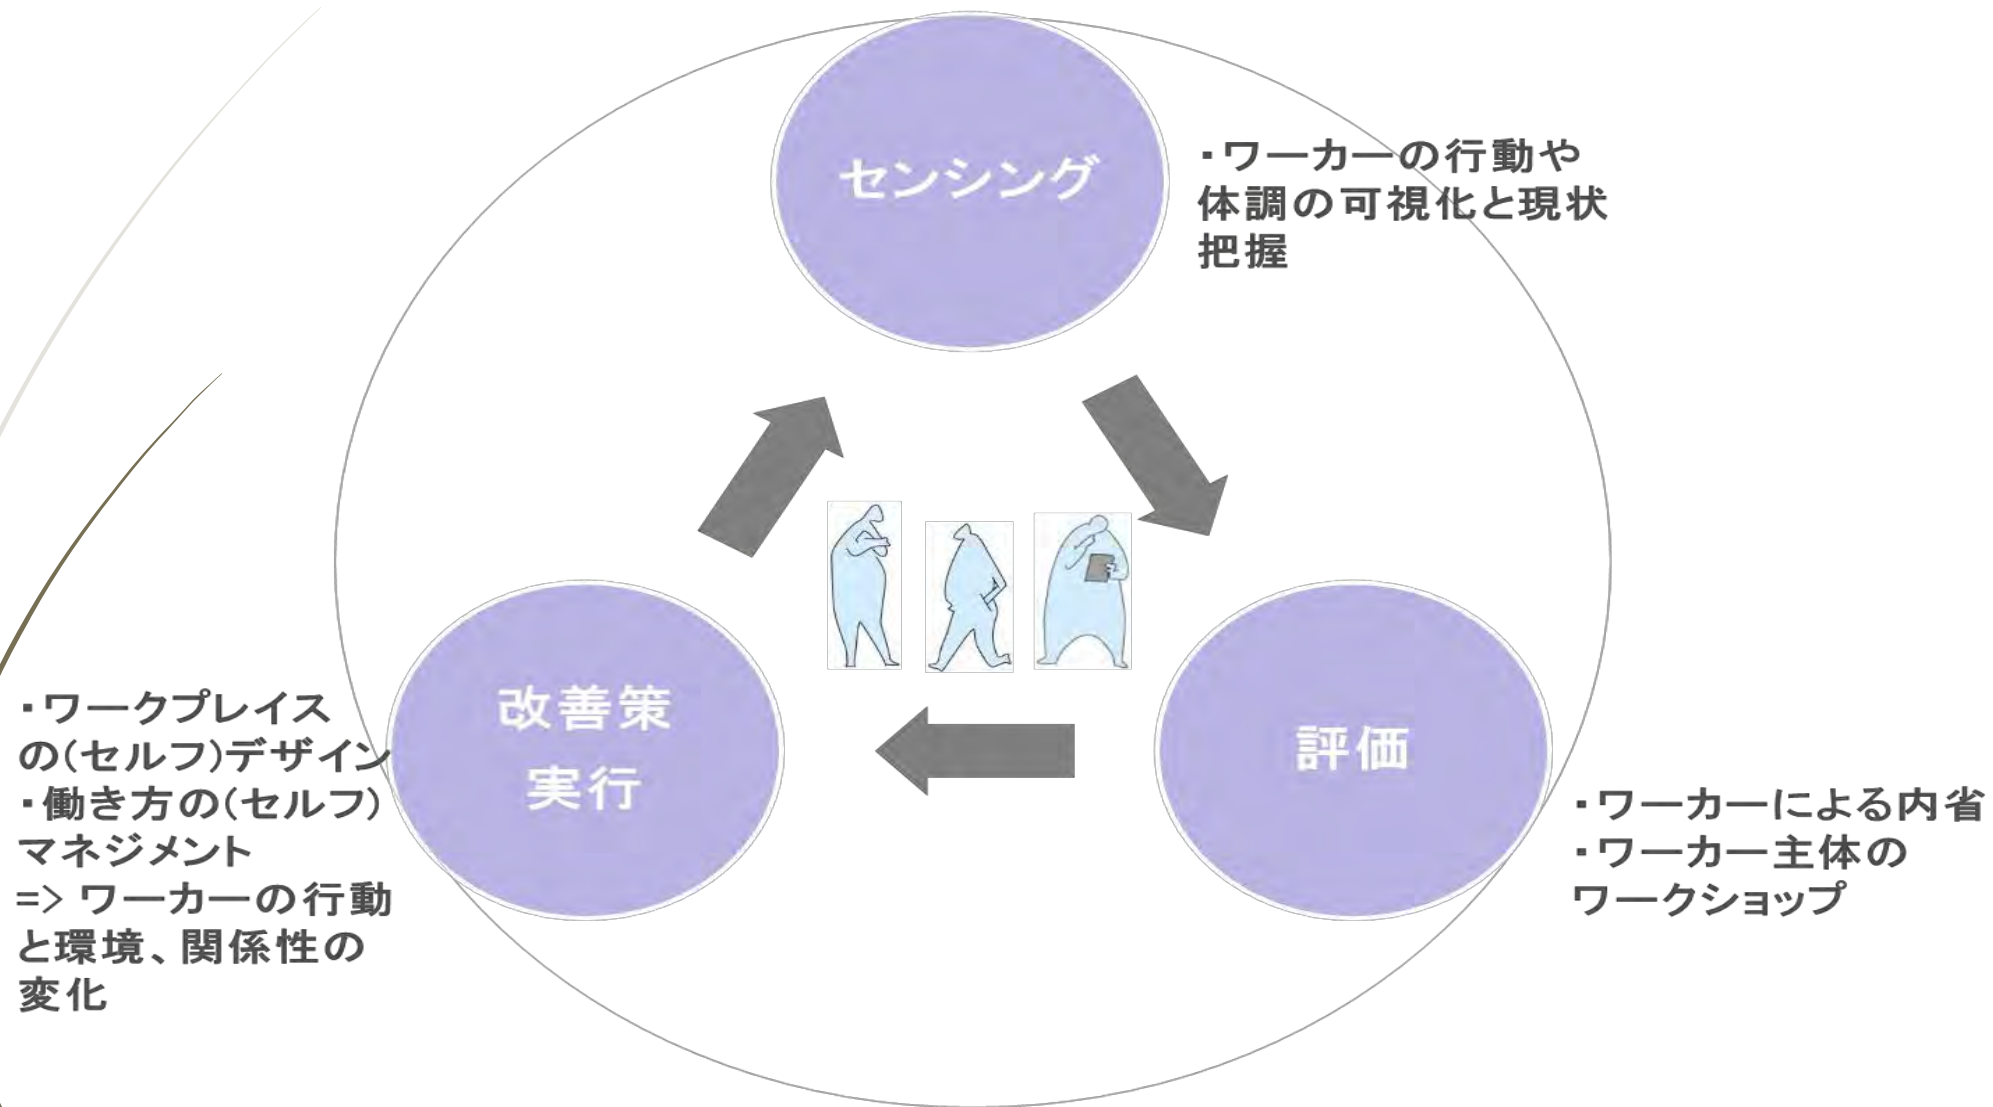 センシング
・ワーカーの行動や
体調の可視化と現状
把握
改善策
実行
評価
・ワークプレイス
の(セルフ)デザイン
・働き方の(セルフ)
マネジメント
=> ワーカーの行動
と環境、関係性の
変化
・ワーカーによる内省
・ワーカー主体の
ワークショップ